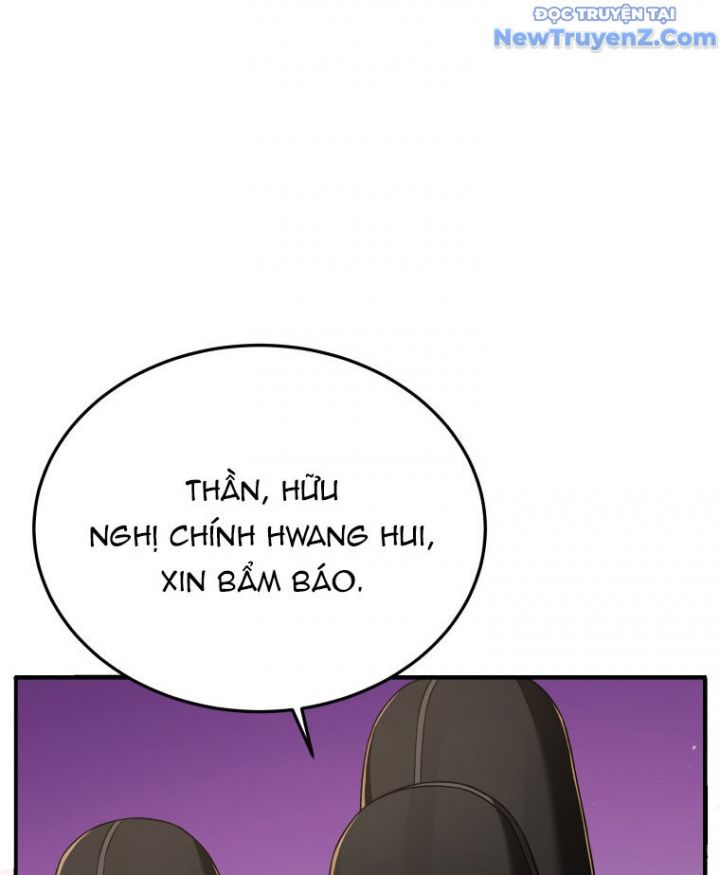 ĐỌC TRUYỆN TẠI
NewTruyenZ.Com
THẦN, HỮU
NGHỊ CHÍNH HWANG HUI,
XIN BẨM BÁO.